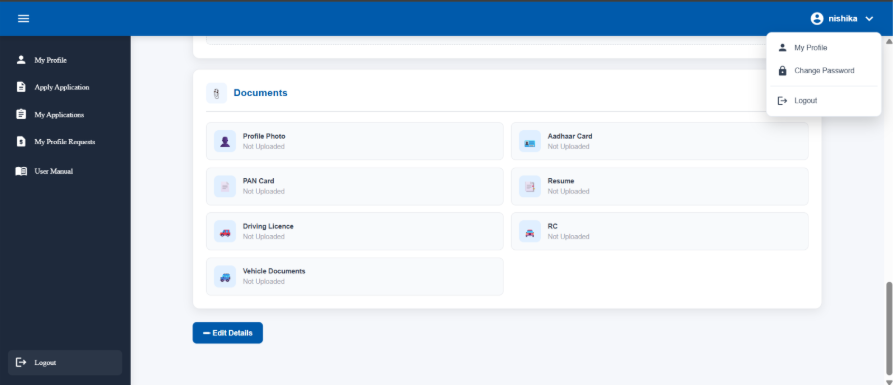 nishika
My Profile
Change Password
Logout
My Profile
Apply Application
My Applications
My Profile Requests
User Manual
Logout
Documents
Profile Photo
Not Uploaded
Aadhaar Card
Not Uploaded
PAN Card
Not Uploaded
Resume
Not Uploaded
Driving Licence
Not Uploaded
RC
Not Uploaded
Vehicle Documents
Not Uploaded
Edit Details